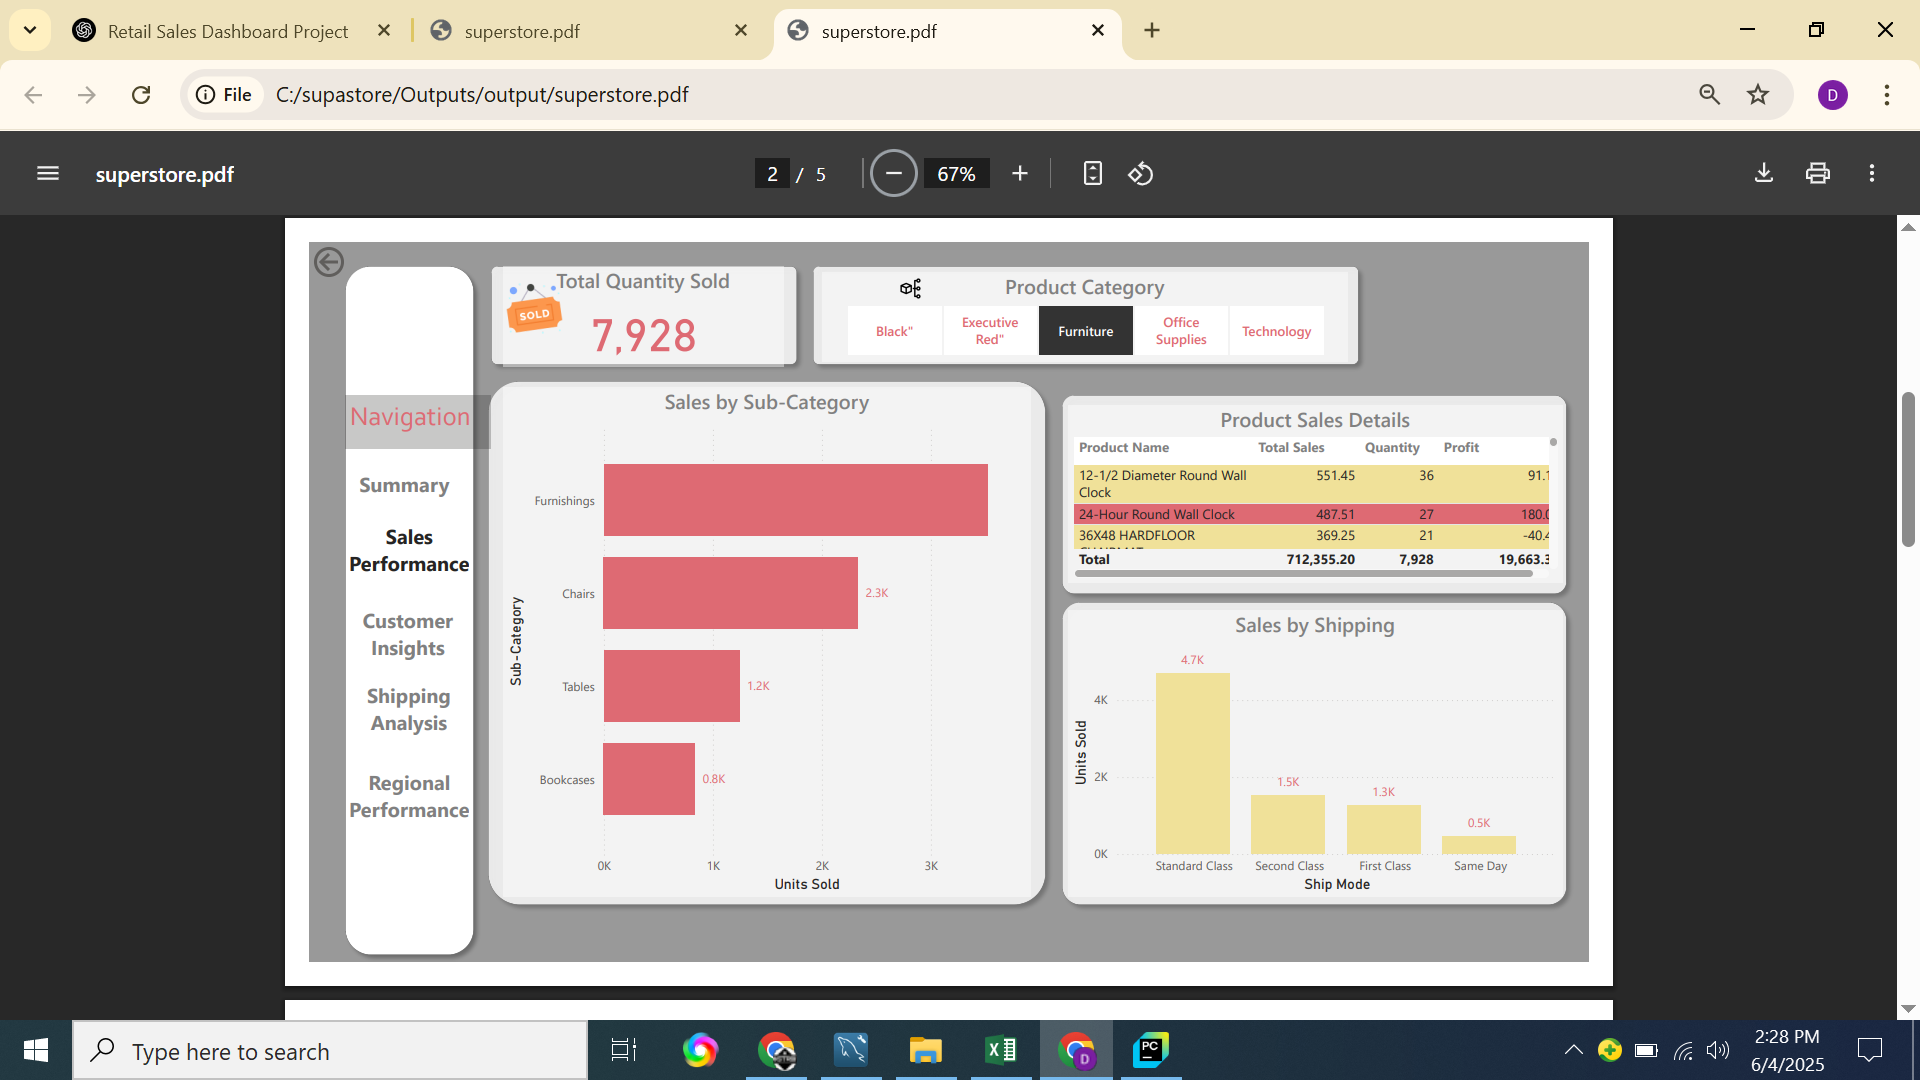 Retail Sales Dashboard Project
superstore.pdf
superstore.pdf
File
C:/supastore/Outputs/output/superstore.pdf
D
superstore.pdf
2 / 5
67%
Total Quantity Sold
SOLD
7,928
Product Category
Black"
Executive
Red"
Furniture
Office
Supplies
Technology
Navigation
Summary
Sales
Performance
Customer
Insights
Shipping
Analysis
Regional
Performance
Sales by Sub-Category
Sub-Category
Furnishings
Chairs
2.3K
Tables
1.2K
Bookcases
0.8K
0K 1K 2K 3K
Units Sold
Product Sales Details
Product Name Total Sales Quantity Profit
12-1/2 Diameter Round Wall 551.45 36 91.1
Clock
24-Hour Round Wall Clock 487.51 27 180.0
36X48 HARDFLOOR 369.25 21 -40.4
Total 712,355.20 7,928 19,663.3
Sales by Shipping
Units Sold
4.7K
4K
2K
1.5K
1.3K
0.5K
0K
Standard Class Second Class First Class Same Day
Ship Mode
Type here to search
D
PC
2:28 PM
6/4/2025